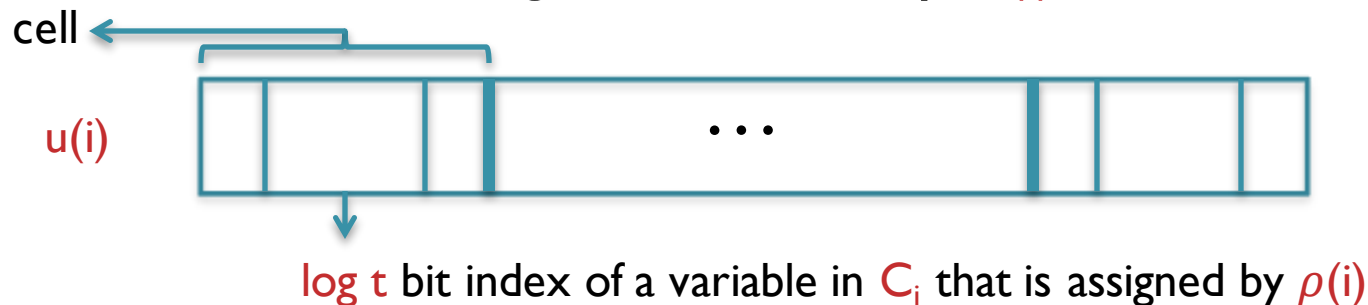 cell
u(i)
...
log t bit index of a variable in Cᵢ that is assigned by ρ(i)